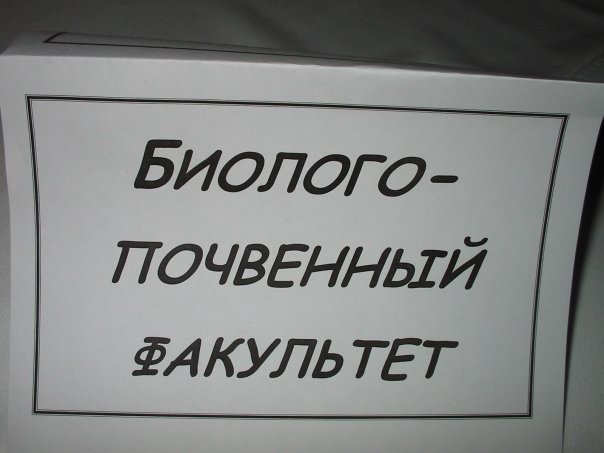 Биолого-
почвенный
факультет